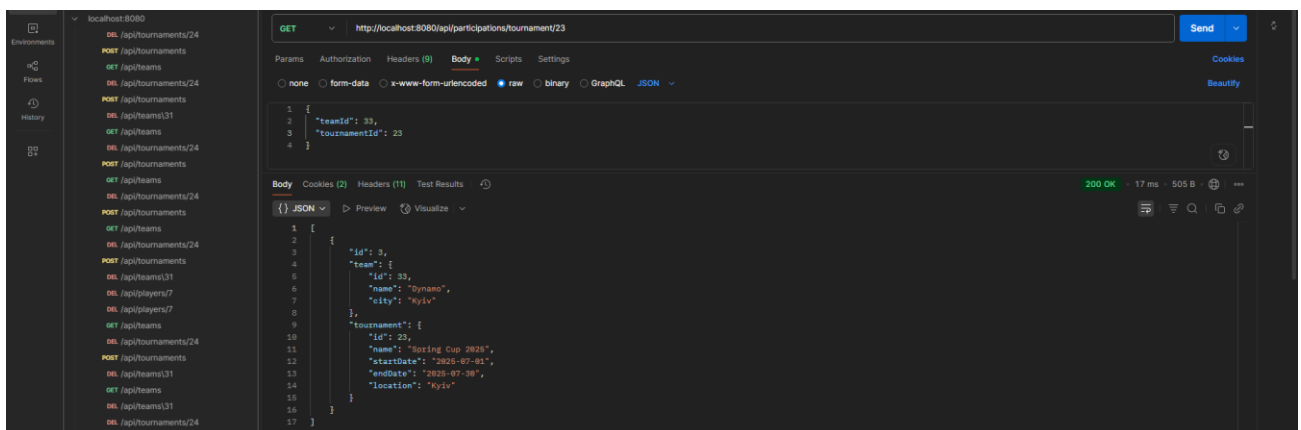 Environments
Flows
History
localhost:8080
DEL /api/tournaments/24
POST /api/tournaments
GET /api/teams
DEL /api/tournaments/24
POST /api/tournaments
DEL /api/teams\31
GET /api/teams
DEL /api/tournaments/24
POST /api/tournaments
GET /api/teams
DEL /api/tournaments/24
POST /api/tournaments
GET /api/teams
DEL /api/tournaments/24
POST /api/tournaments
DEL /api/teams\31
DEL /api/players/7
DEL /api/players/7
GET /api/teams
DEL /api/tournaments/24
POST /api/tournaments
DEL /api/teams\31
GET /api/teams
DEL /api/teams\31
DEL /api/tournaments/24
GET http://localhost:8080/api/participations/tournament/23 Send
Params Authorization Headers (9) Body Scripts Settings Cookies
none form-data x-www-form-urlencoded raw binary GraphQL JSON Beautify
1 {
2 "teamId": 33,
3 "tournamentId": 23
4 }
Body Cookies (2) Headers (11) Test Results 200 OK 17 ms 505 B
{} JSON Preview Visualize
1 [
2 {
3 "id": 3,
4 "team": {
5 "id": 33,
6 "name": "Dynamo",
7 "city": "Kyiv"
8 },
9 "tournament": {
10 "id": 23,
11 "name": "Spring Cup 2025",
12 "startDate": "2025-07-01",
13 "endDate": "2025-07-30",
14 "location": "Kyiv"
15 }
16 }
17 ]